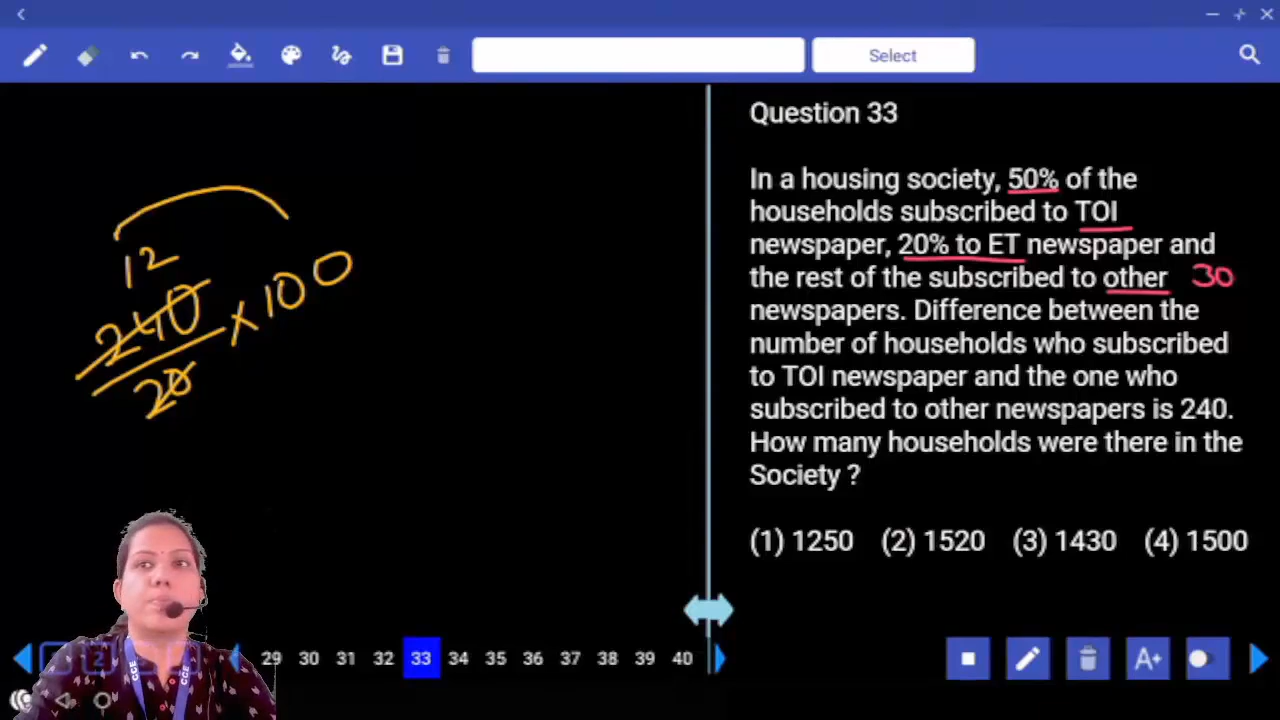 Select
Question 33
In a housing society, 50% of the
households subscribed to TOI
newspaper, 20% to ET newspaper and
the rest of the subscribed to other 30
newspapers. Difference between the
number of households who subscribed
to TOI newspaper and the one who
subscribed to other newspapers is 240.
How many households were there in the
Society ?
(1) 1250 (2) 1520 (3) 1430 (4) 1500
12
240
× 100
20
29 30 31 32 33 34 35 36 37 38 39 40
A+
CCE
CCE